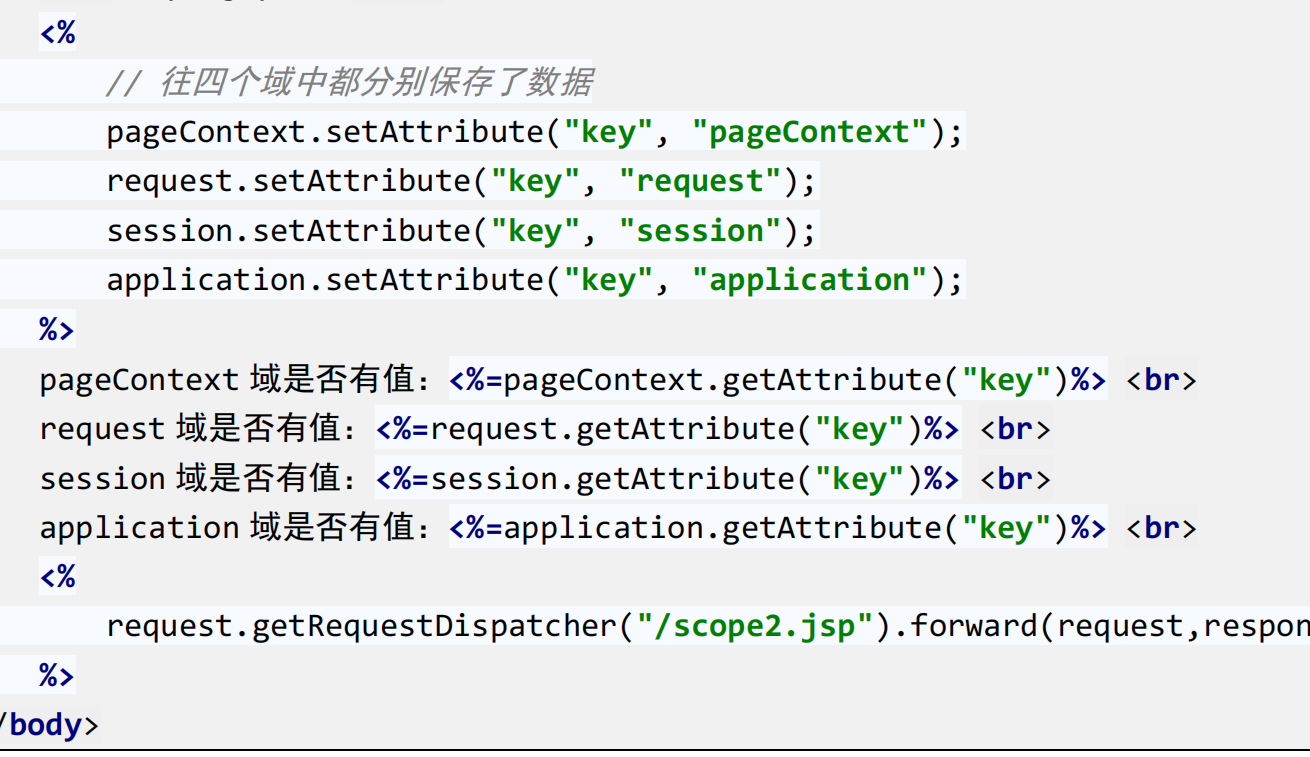 <%
// 往四个域中都分别保存了数据
pageContext.setAttribute("key", "pageContext");
request.setAttribute("key", "request");
session.setAttribute("key", "session");
application.setAttribute("key", "application");
%>
pageContext 域是否有值：<%=pageContext.getAttribute("key")%> <br>
request 域是否有值：<%=request.getAttribute("key")%> <br>
session 域是否有值：<%=session.getAttribute("key")%> <br>
application 域是否有值：<%=application.getAttribute("key")%> <br>
<%
request.getRequestDispatcher("/scope2.jsp").forward(request,respon
%>
/body>